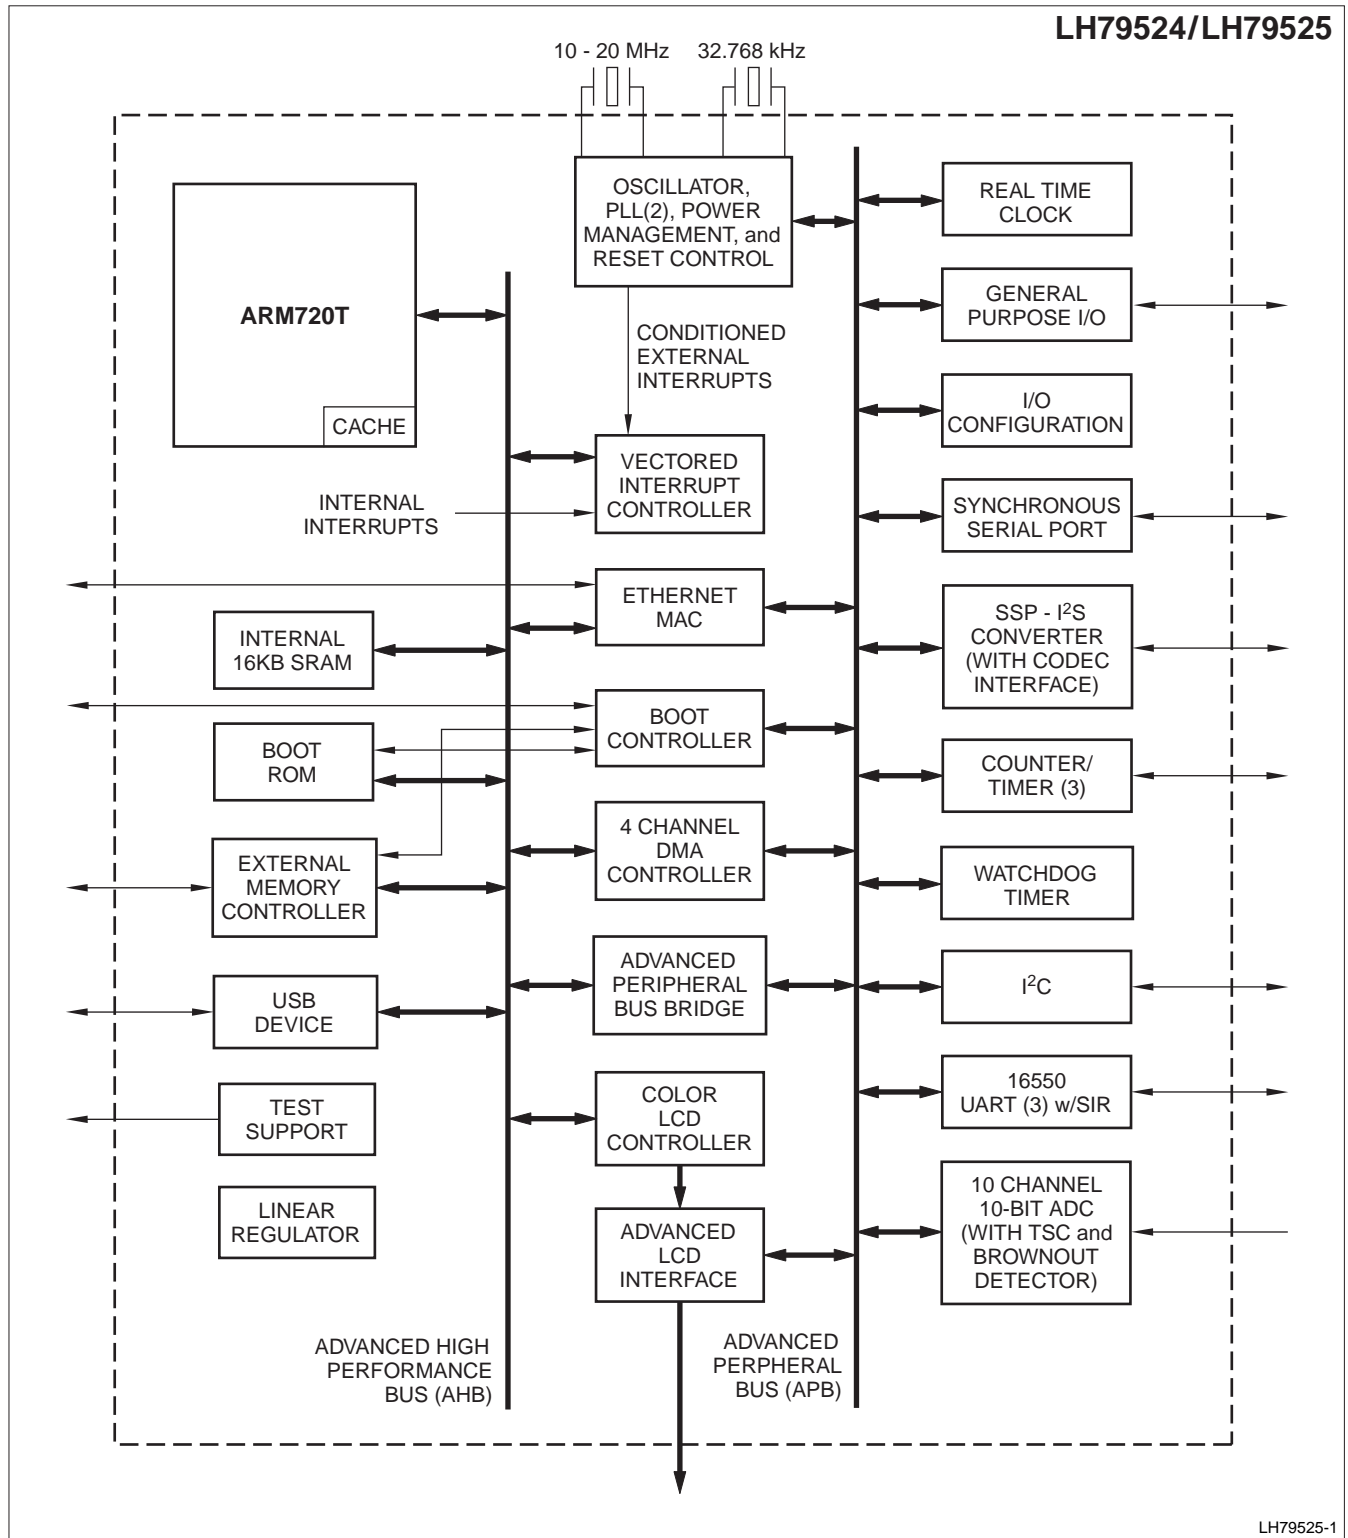 LH79524/LH79525
10 - 20 MHz
32.768 kHz
OSCILLATOR,
PLL(2), POWER
MANAGEMENT, and
RESET CONTROL
ARM720T
CACHE
CONDITIONED
EXTERNAL
INTERRUPTS
VECTORED
INTERRUPT
CONTROLLER
INTERNAL
INTERRUPTS
ETHERNET
MAC
INTERNAL
16KB SRAM
BOOT
CONTROLLER
BOOT
ROM
4 CHANNEL
DMA
CONTROLLER
EXTERNAL
MEMORY
CONTROLLER
ADVANCED
PERIPHERAL
BUS BRIDGE
USB
DEVICE
COLOR
LCD
CONTROLLER
TEST
SUPPORT
LINEAR
REGULATOR
ADVANCED
LCD
INTERFACE
ADVANCED HIGH
PERFORMANCE
BUS (AHB)
ADVANCED
PERPHERAL
BUS (APB)
REAL TIME
CLOCK
GENERAL
PURPOSE I/O
I/O
CONFIGURATION
SYNCHRONOUS
SERIAL PORT
SSP - I²S
CONVERTER
(WITH CODEC
INTERFACE)
COUNTER/
TIMER (3)
WATCHDOG
TIMER
I²C
16550
UART (3) w/SIR
10 CHANNEL
10-BIT ADC
(WITH TSC and
BROWNOUT
DETECTOR)
LH79525-1